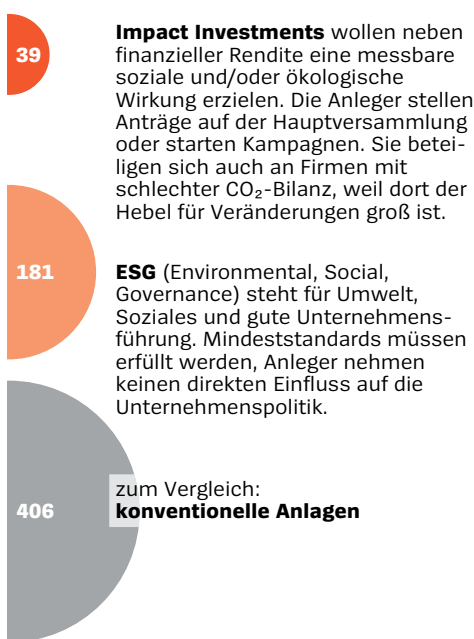 39
Impact Investments wollen neben
finanzieller Rendite eine messbare
soziale und/oder ökologische
Wirkung erzielen. Die Anleger stellen
Anträge auf der Hauptversammlung
oder starten Kampagnen. Sie betei-
ligen sich auch an Firmen mit
schlechter CO₂-Bilanz, weil dort der
Hebel für Veränderungen groß ist.
181
ESG (Environmental, Social,
Governance) steht für Umwelt,
Soziales und gute Unternehmens-
führung. Mindeststandards müssen
erfüllt werden, Anleger nehmen
keinen direkten Einfluss auf die
Unternehmenspolitik.
406
zum Vergleich:
konventionelle Anlagen